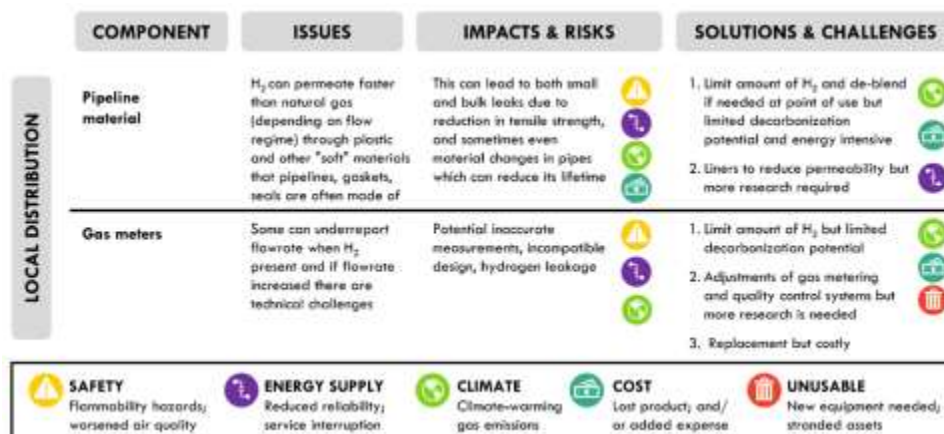 COMPONENT
ISSUES
IMPACTS & RISKS
SOLUTIONS & CHALLENGES
LOCAL DISTRIBUTION
Pipeline
material
H₂ can permeate faster
than natural gas
(depending on flow
regime) through plastic
and other "soft" materials
that pipelines, gaskets,
seals are often made of
This can lead to both small
and bulk leaks due to
reduction in tensile strength,
and sometimes even
material changes in pipes
which can reduce its lifetime
1. Limit amount of H₂ and de-blend
if needed at point of use but
limited decarbonization
potential and energy intensive
2. Liners to reduce permeability but
more research required
Gas meters
Some can underreport
flowrate when H₂
present and if flowrate
increased there are
technical challenges
Potential inaccurate
measurements, incompatible
design, hydrogen leakage
1. Limit amount of H₂ but limited
decarbonization potential
2. Adjustments of gas metering
and quality control systems but
more research is needed
3. Replacement but costly
SAFETY
Flammability hazards;
worsened air quality
ENERGY SUPPLY
Reduced reliability;
service interruption
CLIMATE
Climate-warming
gas emissions
COST
Lost product; and/
or added expense
UNUSABLE
New equipment needed;
stranded assets